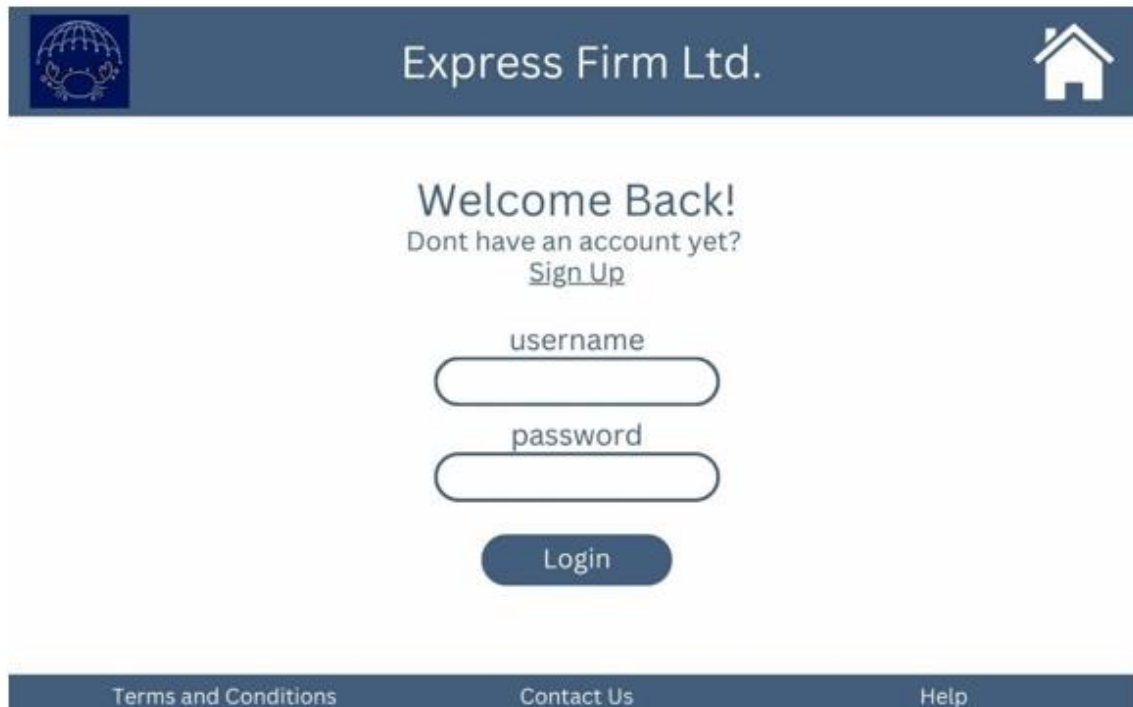 Express Firm Ltd.
Welcome Back!
Dont have an account yet?
Sign Up
username
password
Login
Terms and Conditions
Contact Us
Help